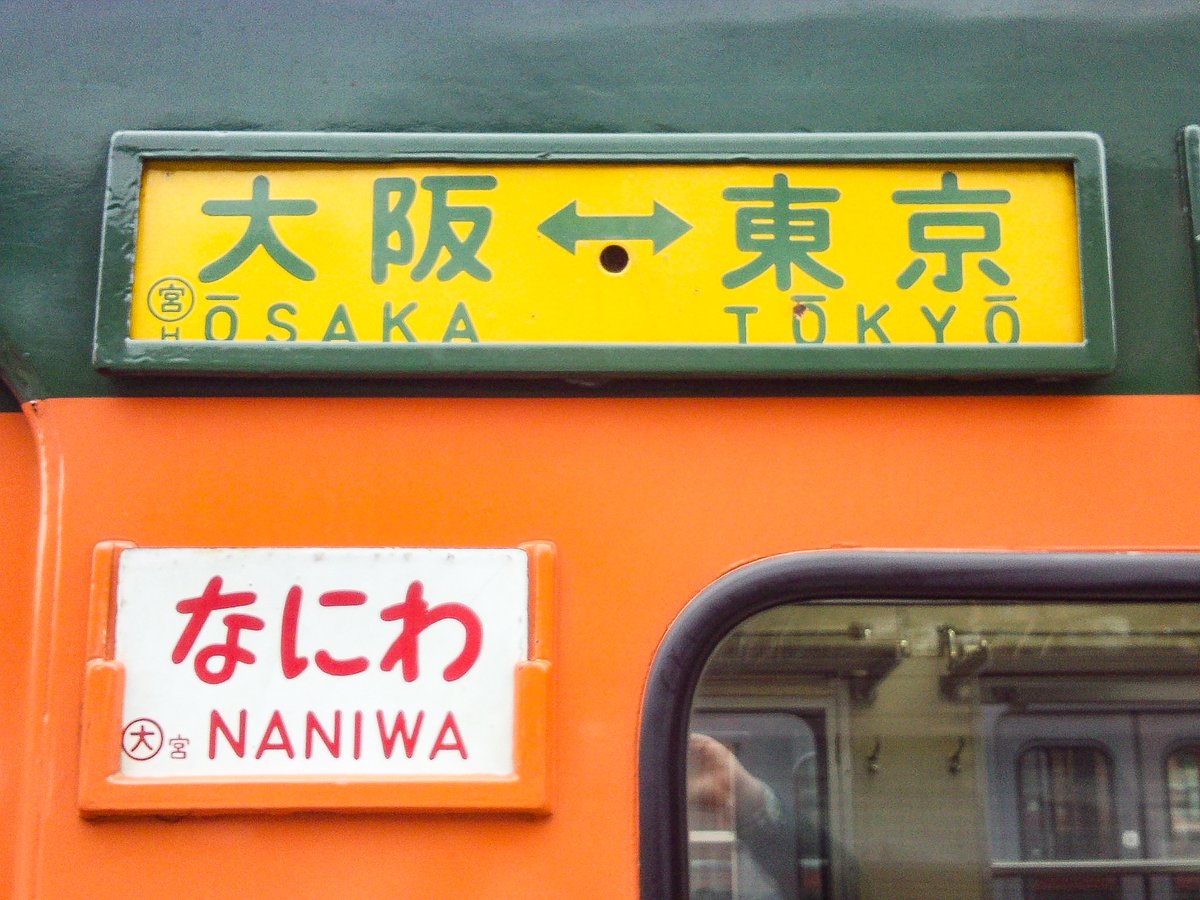 大阪 ↔ 東京
宮
H ŌSAKA TŌKYŌ
なにわ
大 宮 NANIWA